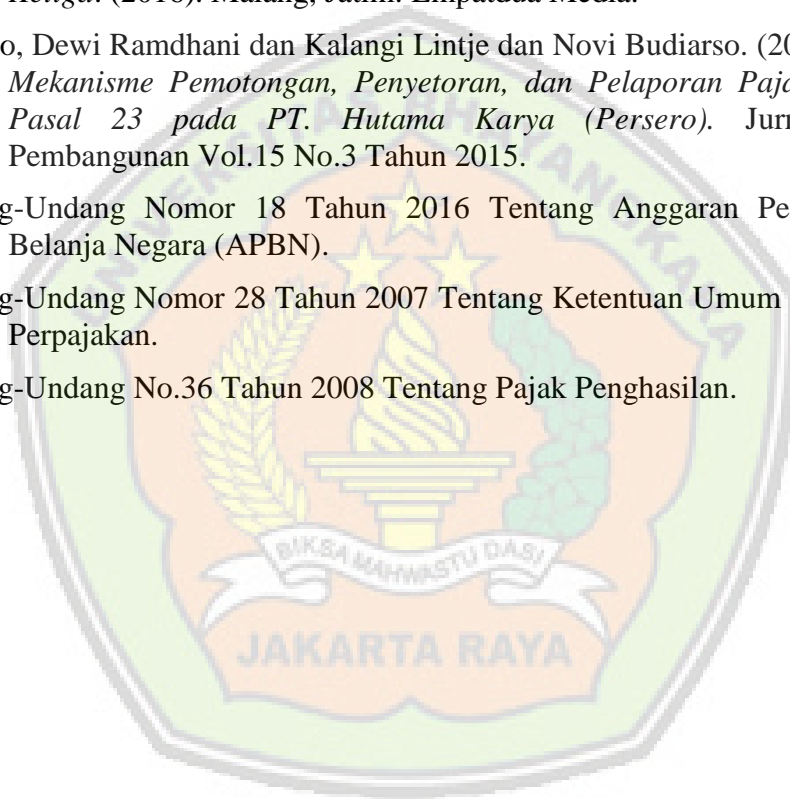 (2016). Malang, Empatdua Media.
o, Dewi Ramdhani dan Kalangi Lintje dan Novi Budiarso. (20
Mekanisme Pemotongan, Penyetoran, dan Pelaporan Paja
Pasal 23 pada PT. Hutama Karya (Persero). Jurn
Pembangunan Vol.15 No.3 Tahun 2015.
g-Undang Nomor 18 Tahun 2016 Tentang Anggaran Pe
Belanja Negara (APBN).
g-Undang Nomor 28 Tahun 2007 Tentang Ketentuan Umum
Perpajakan.
g-Undang No.36 Tahun 2008 Tentang Pajak Penghasilan.
UNIVERSITAS BHAYANGKARA
BIKSA MAHWASTU DASI
JAKARTA RAYA